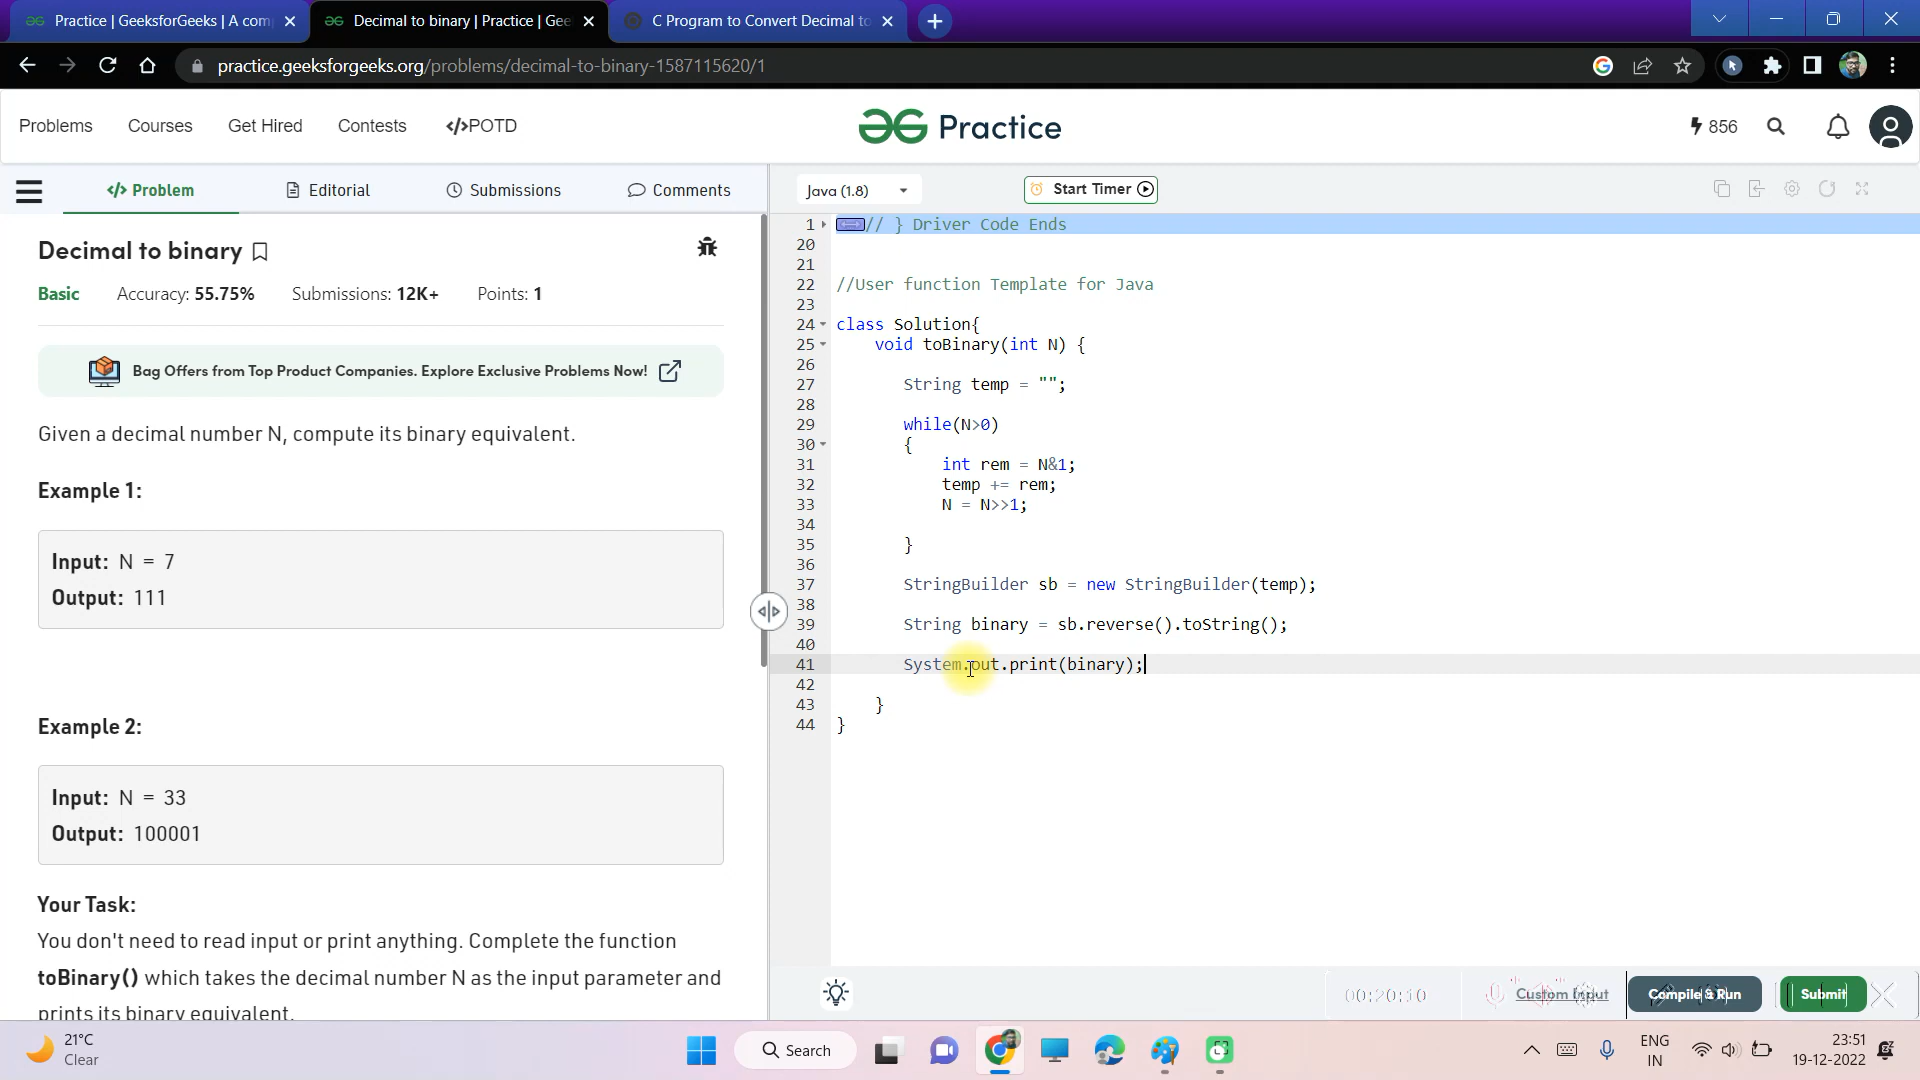 Practice | GeeksforGeeks | A com
Decimal to binary | Practice | Gee
C Program to Convert Decimal to
practice.geeksforgeeks.org/problems/decimal-to-binary-1587115620/1
Problems
Courses
Get Hired
Contests
</>POTD
Practice
856
</> Problem
Editorial
Submissions
Comments
Java (1.8)
Start Timer
Decimal to binary
Basic
Accuracy: 55.75%
Submissions: 12K+
Points: 1
Bag Offers from Top Product Companies. Explore Exclusive Problems Now!
Given a decimal number N, compute its binary equivalent.
Example 1:
Input: N = 7
Output: 111
Example 2:
Input: N = 33
Output: 100001
Your Task:
You don't need to read input or print anything. Complete the function
toBinary() which takes the decimal number N as the input parameter and
prints its binary equivalent.
1 // } Driver Code Ends
20
21
22 //User function Template for Java
23
24 class Solution{
25 void toBinary(int N) {
26
27 String temp = "";
28
29 while(N>0)
30 {
31 int rem = N&1;
32 temp += rem;
33 N = N>>1;
34
35 }
36
37 StringBuilder sb = new StringBuilder(temp);
38
39 String binary = sb.reverse().toString();
40
41 System.out.print(binary);
42
43 }
44 }
00:20:10
Custom Input
Compile & Run
Submit
21°C
Clear
Search
ENG
IN
23:51
19-12-2022